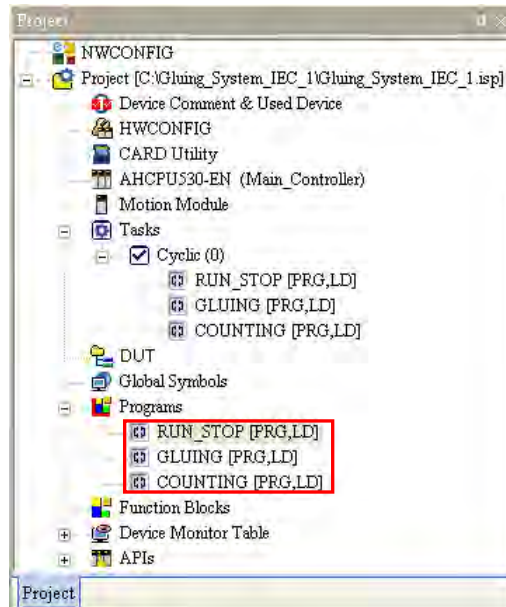 Project
NWCONFIG
Project [C:\Gluing_System_IEC_1\Gluing_System_IEC_1.isp]
Device Comment & Used Device
HWCONFIG
CARD Utility
AHCPU530-EN (Main_Controller)
Motion Module
Tasks
Cyclic (0)
RUN_STOP [PRG,LD]
GLUING [PRG,LD]
COUNTING [PRG,LD]
DUT
Global Symbols
Programs
RUN_STOP [PRG,LD]
GLUING [PRG,LD]
COUNTING [PRG,LD]
Function Blocks
Device Monitor Table
APIs
Project